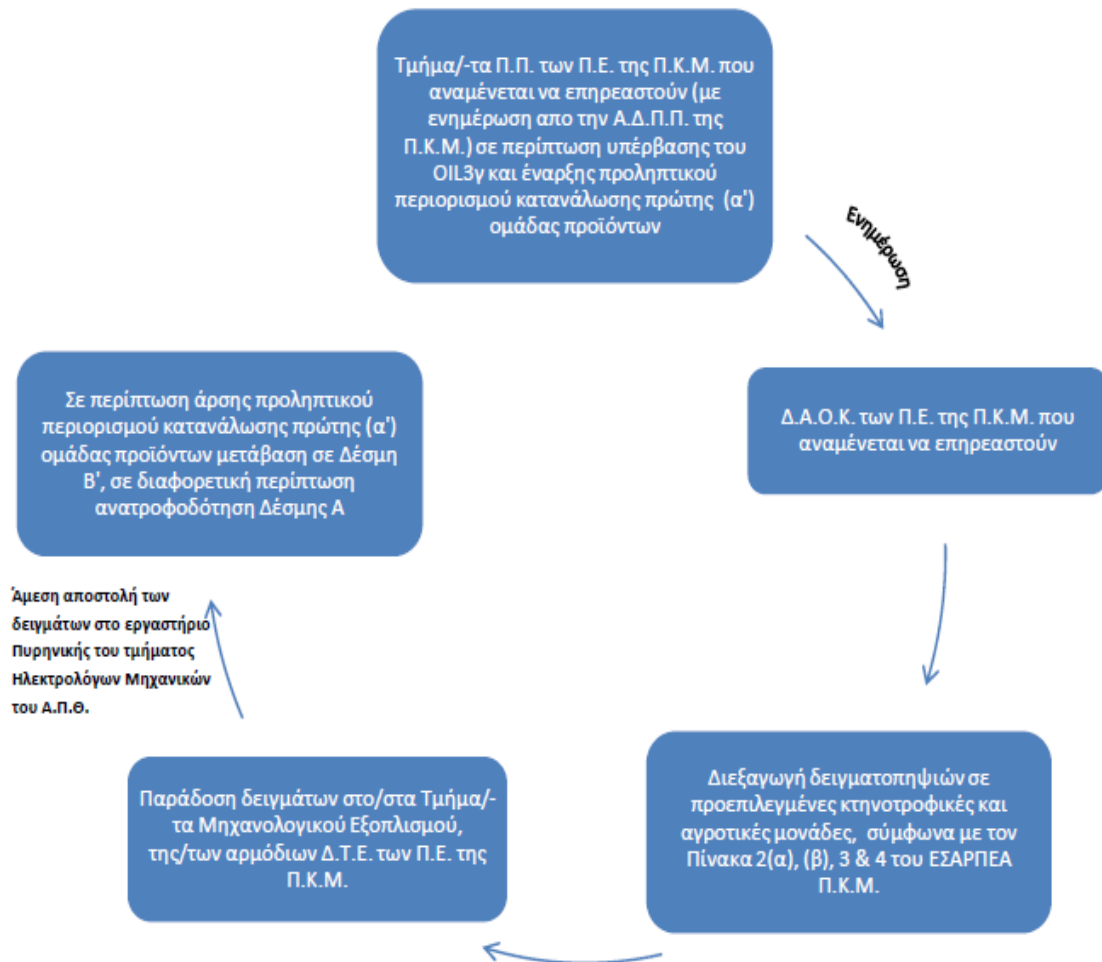 Τμήμα/-τα Π.Π. των Π.Ε. της Π.Κ.Μ. που
αναμένεται να επηρεαστούν (με
ενημέρωση απο την Α.Δ.Π.Π. της
Π.Κ.Μ.) σε περίπτωση υπέρβασης του
OIL3γ και έναρξης προληπτικού
περιορισμού κατανάλωσης πρώτης (α')
ομάδας προϊόντων
Ενημέρωση
Δ.Α.Ο.Κ. των Π.Ε. της Π.Κ.Μ. που
αναμένεται να επηρεαστούν
Διεξαγωγή δειγματοπηψιών σε
προεπιλεγμένες κτηνοτροφικές και
αγροτικές μονάδες, σύμφωνα με τον
Πίνακα 2(α), (β), 3 & 4 του ΕΣΑΡΠΕΑ
Π.Κ.Μ.
Παράδοση δειγμάτων στο/στα Τμήμα/-
τα Μηχανολογικού Εξοπλισμού,
της/των αρμόδιων Δ.Τ.Ε. των Π.Ε. της
Π.Κ.Μ.
Άμεση αποστολή των
δειγμάτων στο εργαστήριο
Πυρηνικής του τμήματος
Ηλεκτρολόγων Μηχανικών
του Α.Π.Θ.
Σε περίπτωση άρσης προληπτικού
περιορισμού κατανάλωσης πρώτης (α')
ομάδας προϊόντων μετάβαση σε Δέσμη
Β', σε διαφορετική περίπτωση
ανατροφοδότηση Δέσμης Α